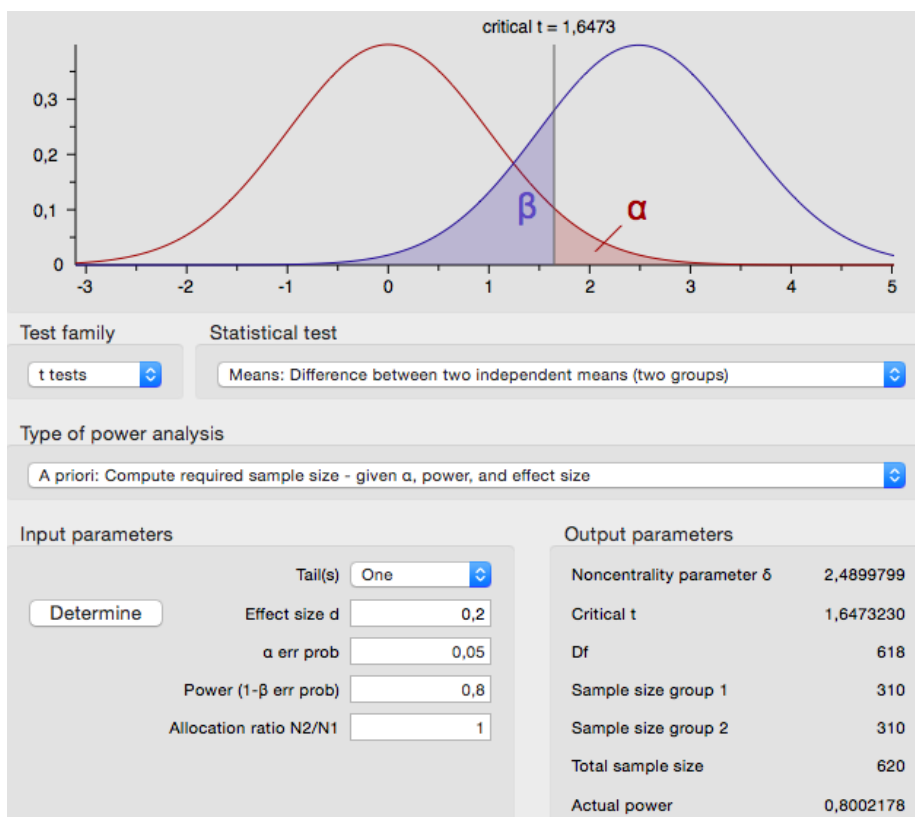 critical t = 1,6473
0,3
0,2
0,1
0
β
α
-3 -2 -1 0 1 2 3 4 5
Test family
Statistical test
t tests
Means: Difference between two independent means (two groups)
Type of power analysis
A priori: Compute required sample size - given α, power, and effect size
Input parameters
Tail(s) One
Determine
Effect size d 0,2
α err prob 0,05
Power (1-β err prob) 0,8
Allocation ratio N2/N1 1
Output parameters
Noncentrality parameter δ 2,4899799
Critical t 1,6473230
Df 618
Sample size group 1 310
Sample size group 2 310
Total sample size 620
Actual power 0,8002178